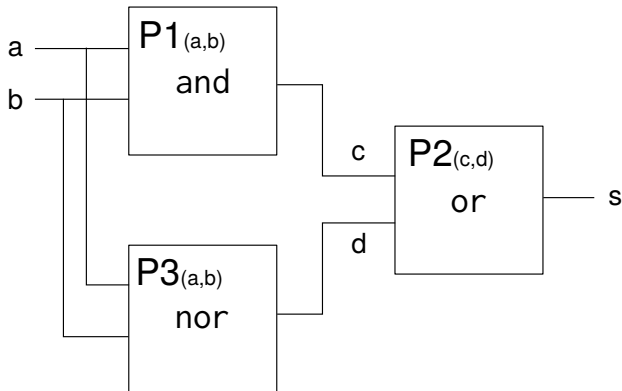 a
P1(a,b)
and
b
c
P2(c,d)
or
s
d
P3(a,b)
nor